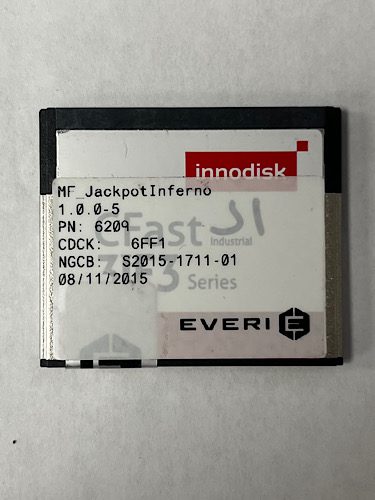 innodisk
MF_JackpotInferno
1.0.0-5
PN: 6209
CFast
Industrial
CDCK: 6FF1
NGCB: S2015-1711-01
Series
08/11/2015
EVERI E